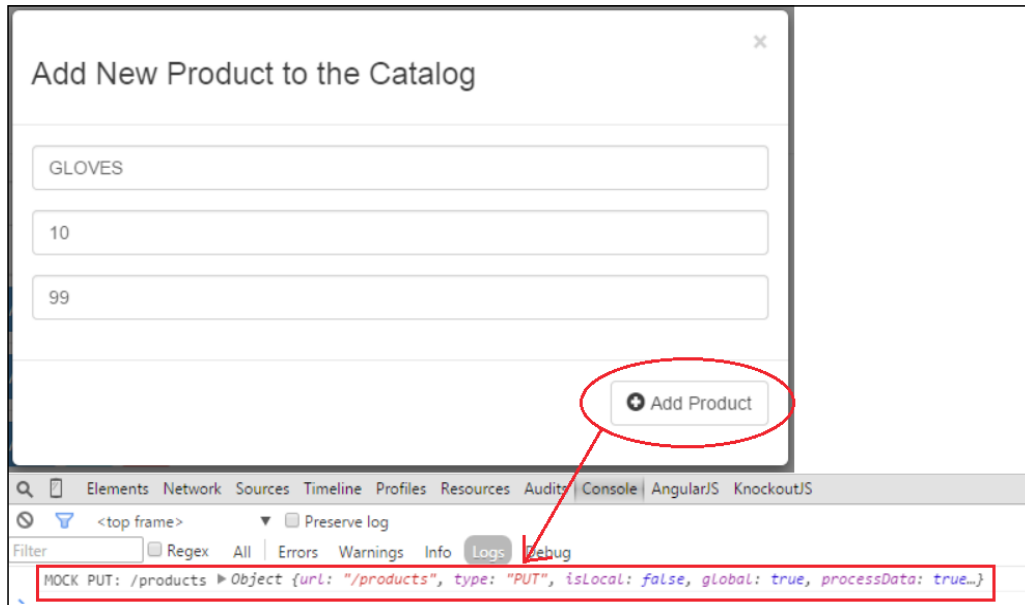 ×
Add New Product to the Catalog
GLOVES
10
99
Add Product
Elements Network Sources Timeline Profiles Resources Audits Console AngularJS KnockoutJS
<top frame> ▼ Preserve log
Filter Regex All Errors Warnings Info Logs Debug
MOCK PUT: /products ▶ Object {url: "/products", type: "PUT", isLocal: false, global: true, processData: true…}
>